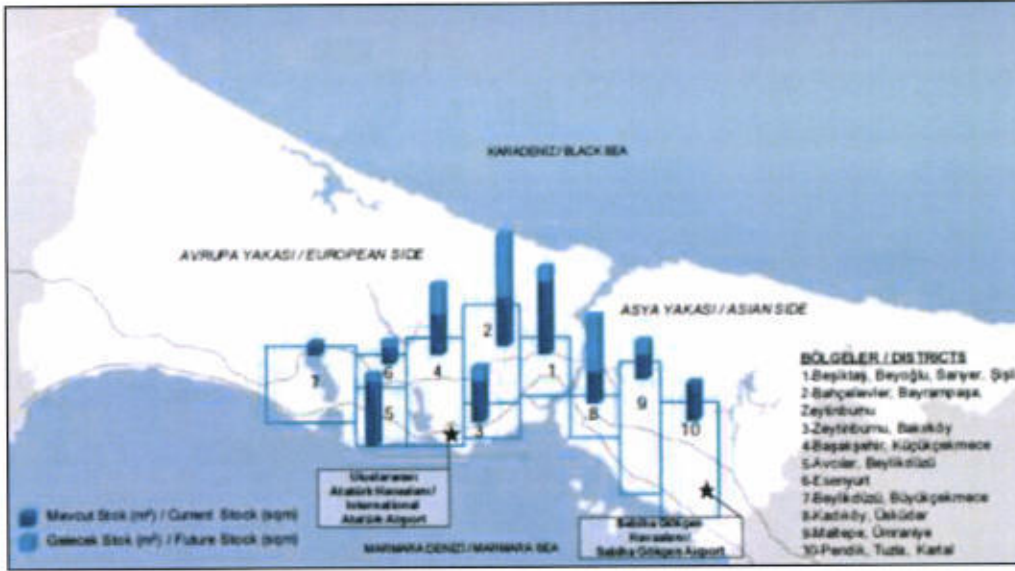 KARADENİZ / BLACK SEA
AVRUPA YAKASI / EUROPEAN SIDE
ASYA YAKASI / ASIAN SIDE
2
7
6
4
1
5
3
8
9
10
BÖLGELER / DISTRICTS
1-Beşiktaş, Beyoğlu, Sarıyer, Şişli
2-Bahçelievler, Bayrampaşa,
Zeytinburnu
3-Zeytinburnu, Bakırköy
4-Başakşehir, Küçükçekmece
5-Avcılar, Beylikdüzü
6-Esenyurt
7-Beylikdüzü, Büyükçekmece
8-Kadıköy, Üsküdar
9-Maltepe, Ümraniye
10-Pendik, Tuzla, Kartal
Uluslararası
Atatürk Havaalanı /
International
Atatürk Airport
Sabiha Gökçen
Havaalanı /
Sabiha Gökçen Airport
Mevcut Stok (m²) / Current Stock (sqm)
Gelecek Stok (m²) / Future Stock (sqm)
MARMARA DENİZİ / MARMARA SEA